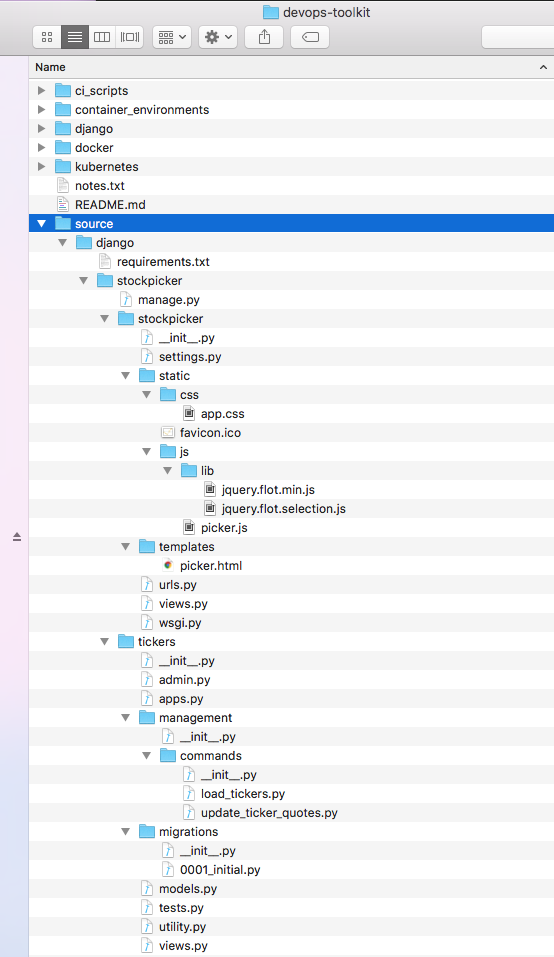 devops-toolkit
Name
ci_scripts
container_environments
django
docker
kubernetes
notes.txt
README.md
source
django
requirements.txt
stockpicker
manage.py
stockpicker
__init__.py
settings.py
static
css
app.css
favicon.ico
js
lib
jquery.flot.min.js
jquery.flot.selection.js
picker.js
templates
picker.html
urls.py
views.py
wsgi.py
tickers
__init__.py
admin.py
apps.py
management
__init__.py
commands
__init__.py
load_tickers.py
update_ticker_quotes.py
migrations
__init__.py
0001_initial.py
models.py
tests.py
utility.py
views.py